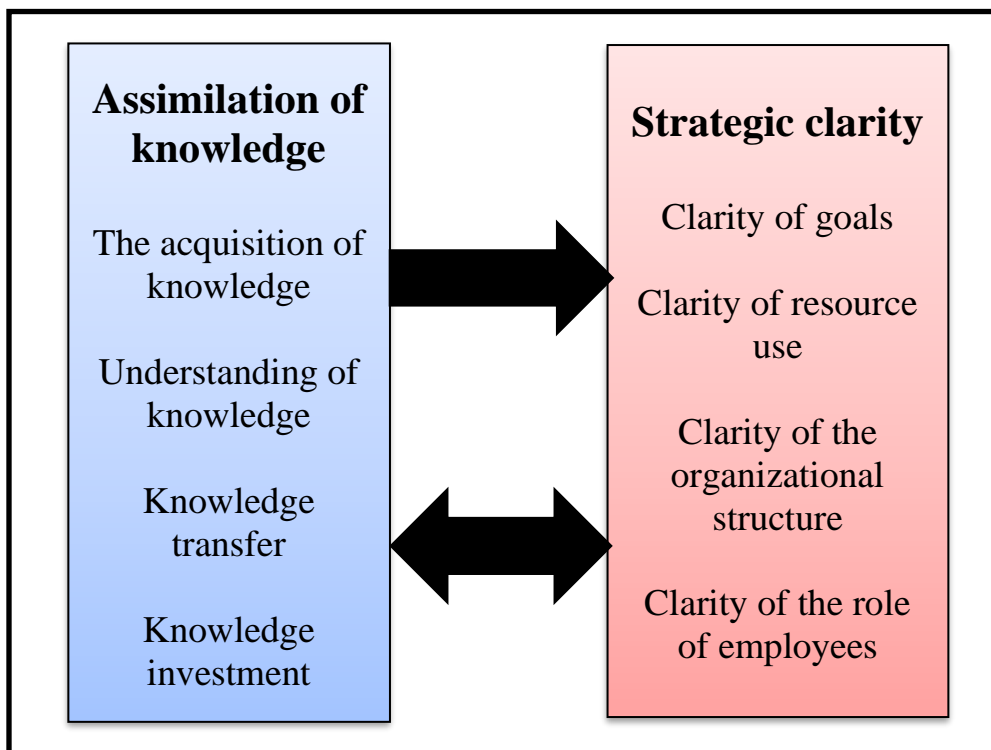 Assimilation of
knowledge
The acquisition of
knowledge
Understanding of
knowledge
Knowledge
transfer
Knowledge
investment
Strategic clarity
Clarity of goals
Clarity of resource
use
Clarity of the
organizational
structure
Clarity of the role
of employees